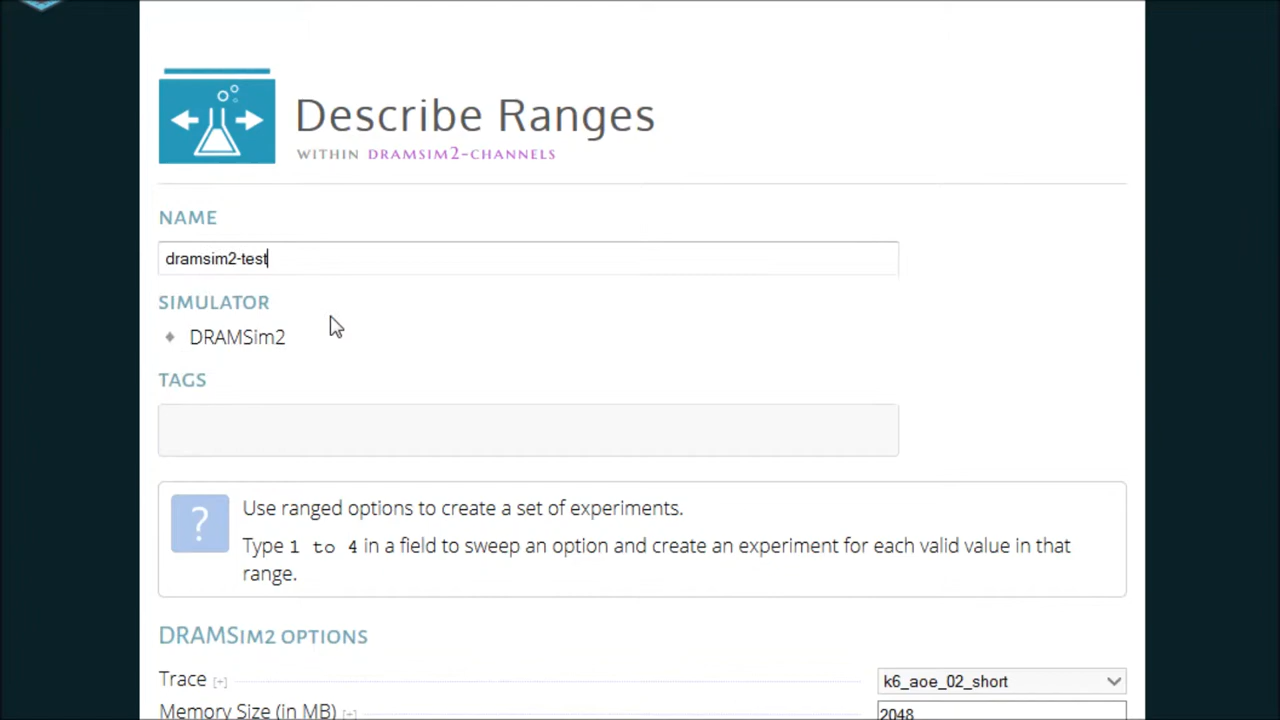 Describe Ranges
WITHIN DRAMSIM2-CHANNELS
NAME
dramsim2-test
SIMULATOR
DRAMSim2
TAGS
?
Use ranged options to create a set of experiments.
Type 1 to 4 in a field to sweep an option and create an experiment for each valid value in that
range.
DRAMSim2 OPTIONS
Trace [+] k6_aoe_02_short
Memory Size (in MB) [+] 2048